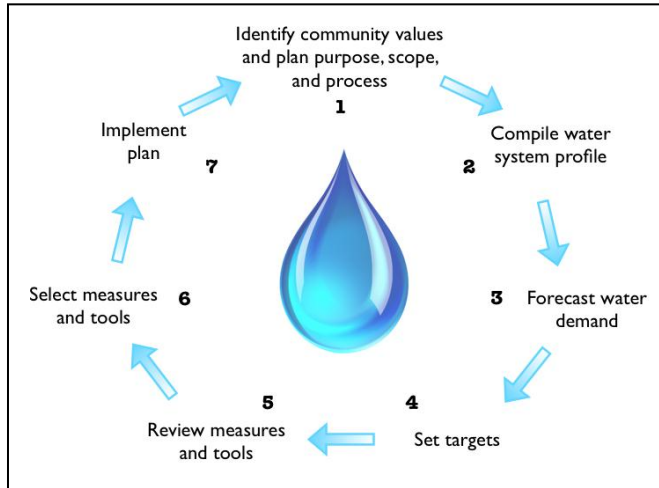 Identify community values
and plan purpose, scope,
and process
1
Compile water
system profile
2
3
Forecast water
demand
4
Set targets
5
Review measures
and tools
Select measures
and tools
6
Implement
plan
7